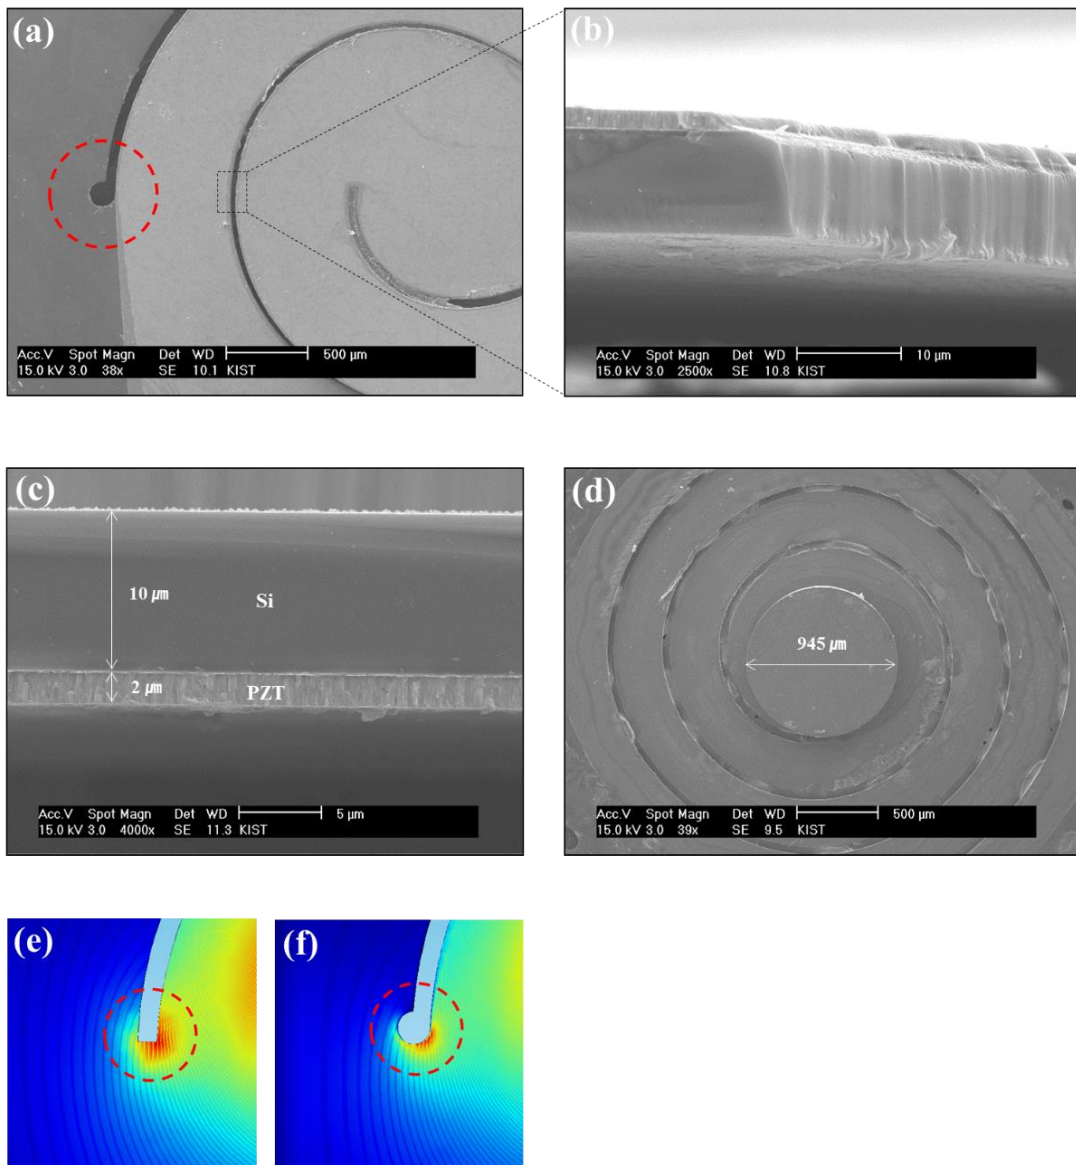 (a)
Acc.V Spot Magn Det WD 500 µm
15.0 kV 3.0 38x SE 10.1 KIST
(b)
Acc.V Spot Magn Det WD 10 µm
15.0 kV 3.0 2500x SE 10.8 KIST
(c)
10 ㎛
Si
2 ㎛
PZT
Acc.V Spot Magn Det WD 5 µm
15.0 kV 3.0 4000x SE 11.3 KIST
(d)
945 ㎛
Acc.V Spot Magn Det WD 500 µm
15.0 kV 3.0 39x SE 9.5 KIST
(e)
(f)